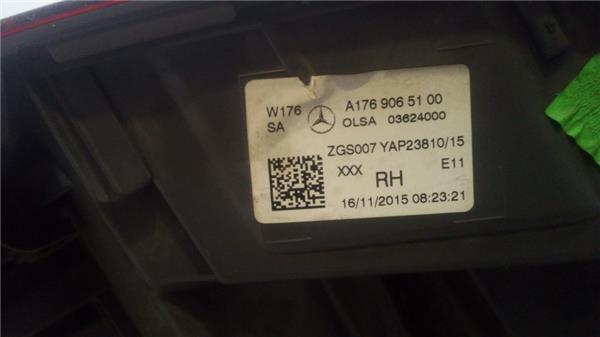 W176 A176 906 51 00
SA OLSA 03624000
ZGS007 YAP23810/15
XXX RH E11
16/11/2015 08:23:21